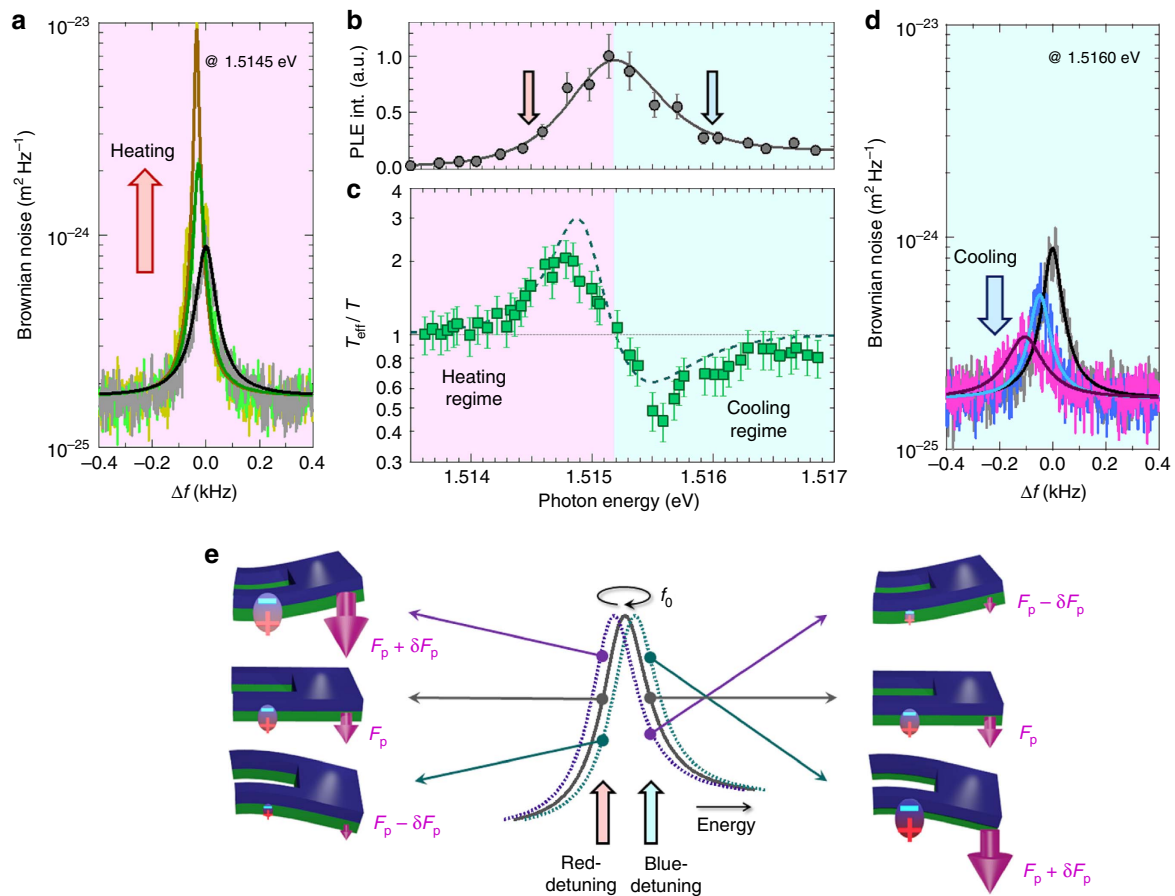 a
10⁻²³
10⁻²⁴
10⁻²⁵
Brownian noise (m² Hz⁻¹)
@ 1.5145 eV
Heating
−0.4
−0.2
0.0
0.2
0.4
Δf (kHz)
b
PLE int. (a.u.)
1.0
0.5
0.0
c
T_eff / T
4
3
2
1
0.8
0.6
0.5
0.4
0.3
Heating
regime
Cooling
regime
1.514
1.515
1.516
1.517
Photon energy (eV)
d
10⁻²³
10⁻²⁴
10⁻²⁵
Brownian noise (m² Hz⁻¹)
@ 1.5160 eV
Cooling
−0.4
−0.2
0.0
0.2
0.4
Δf (kHz)
e
−
+
F_p + δF_p
−
+
F_p
−
+
F_p − δF_p
f₀
Energy
Red-
detuning
Blue-
detuning
−
+
F_p − δF_p
−
+
F_p
−
+
F_p + δF_p